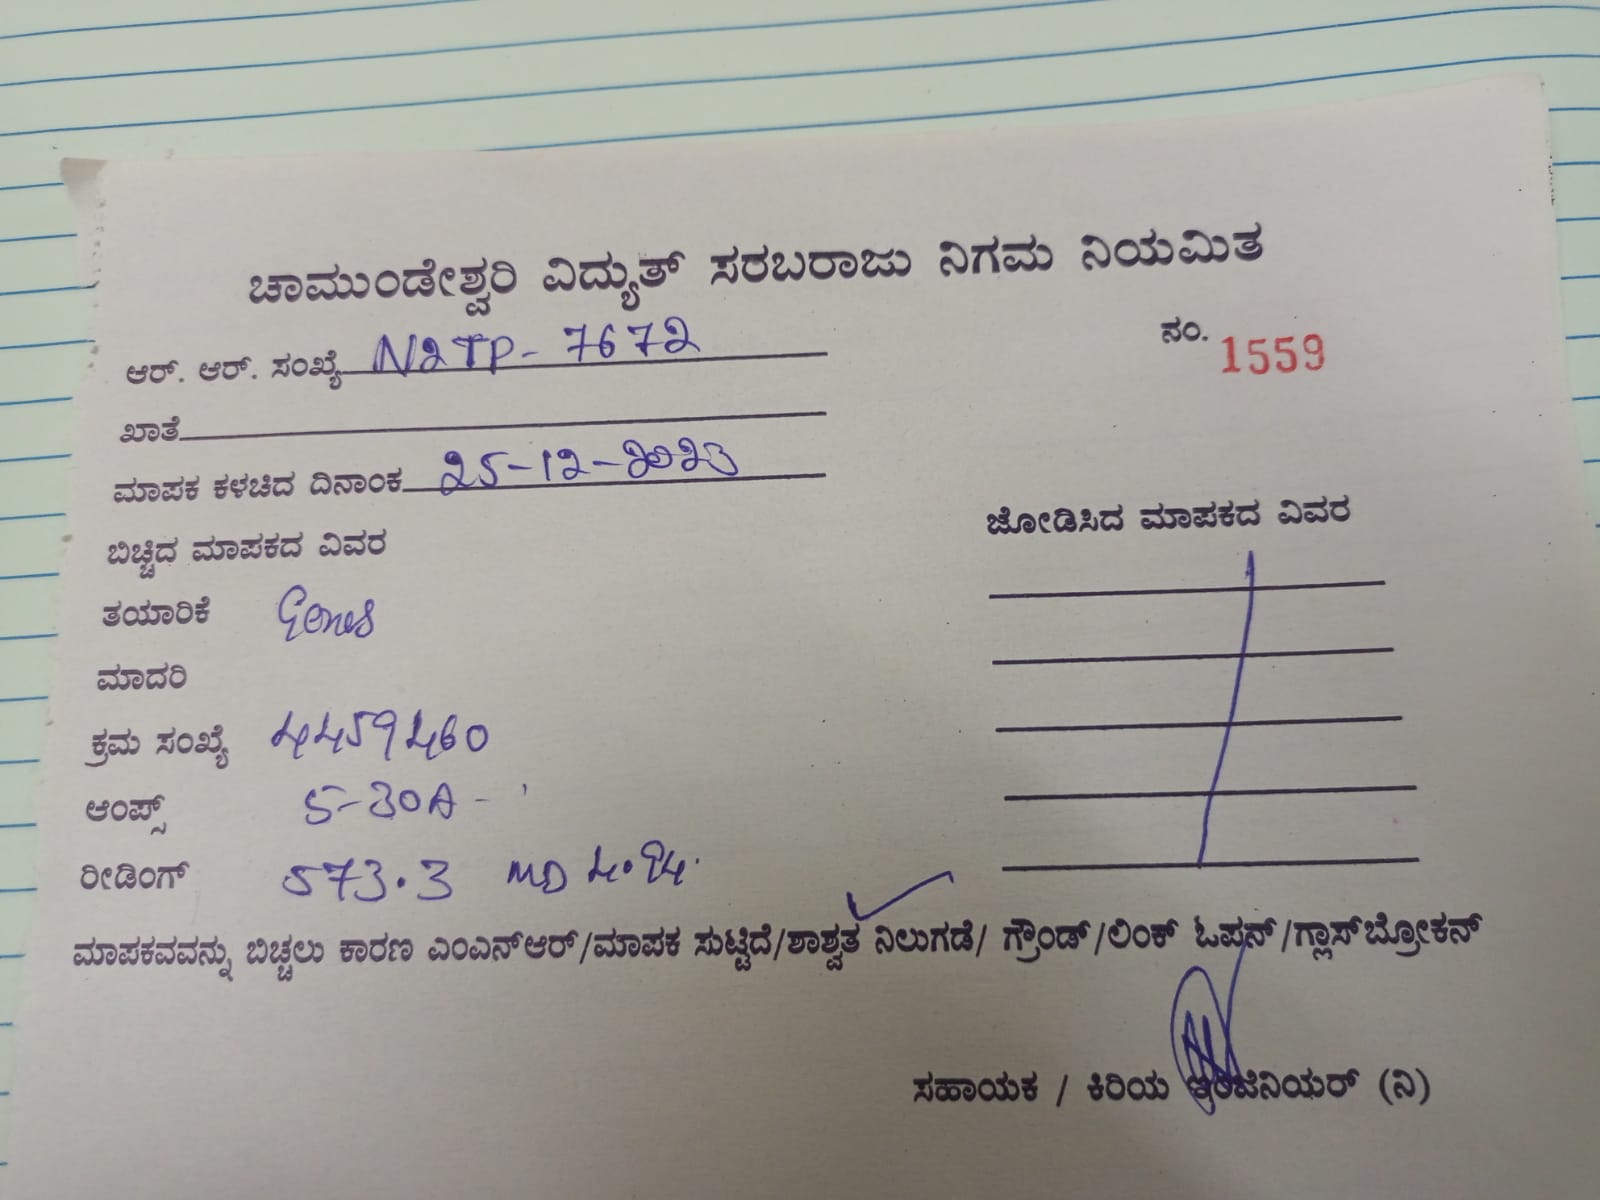 ಚಾಮುಂಡೇಶ್ವರಿ ವಿದ್ಯುತ್ ಸರಬರಾಜು ನಿಗಮ ನಿಯಮಿತ
ಆರ್. ಆರ್. ಸಂಖ್ಯೆ N2TP- 7672
ನಂ. 1559
ಖಾತೆ
ಮಾಪಕ ಕಳಚಿದ ದಿನಾಂಕ 25-12-2023
ಬಿಚ್ಚಿದ ಮಾಪಕದ ವಿವರ
ಜೋಡಿಸಿದ ಮಾಪಕದ ವಿವರ
ತಯಾರಿಕೆ Genus
ಮಾದರಿ
ಕ್ರಮ ಸಂಖ್ಯೆ 4459460
ಆಂಪ್ಸ್ 5-30A
ರೀಡಿಂಗ್ 573.3 MD 4.94
ಮಾಪಕವವನ್ನು ಬಿಚ್ಚಲು ಕಾರಣ ಎಂಎನ್ಆರ್/ಮಾಪಕ ಸುಟ್ಟಿದೆ/ಶಾಶ್ವತ ನಿಲುಗಡೆ/ ಗ್ರೌಂಡ್/ಲಿಂಕ್ ಓಪನ್/ಗ್ಲಾಸ್‌ಬ್ರೋಕನ್
ಸಹಾಯಕ / ಕಿರಿಯ ಇಂಜಿನಿಯರ್ (ನಿ)